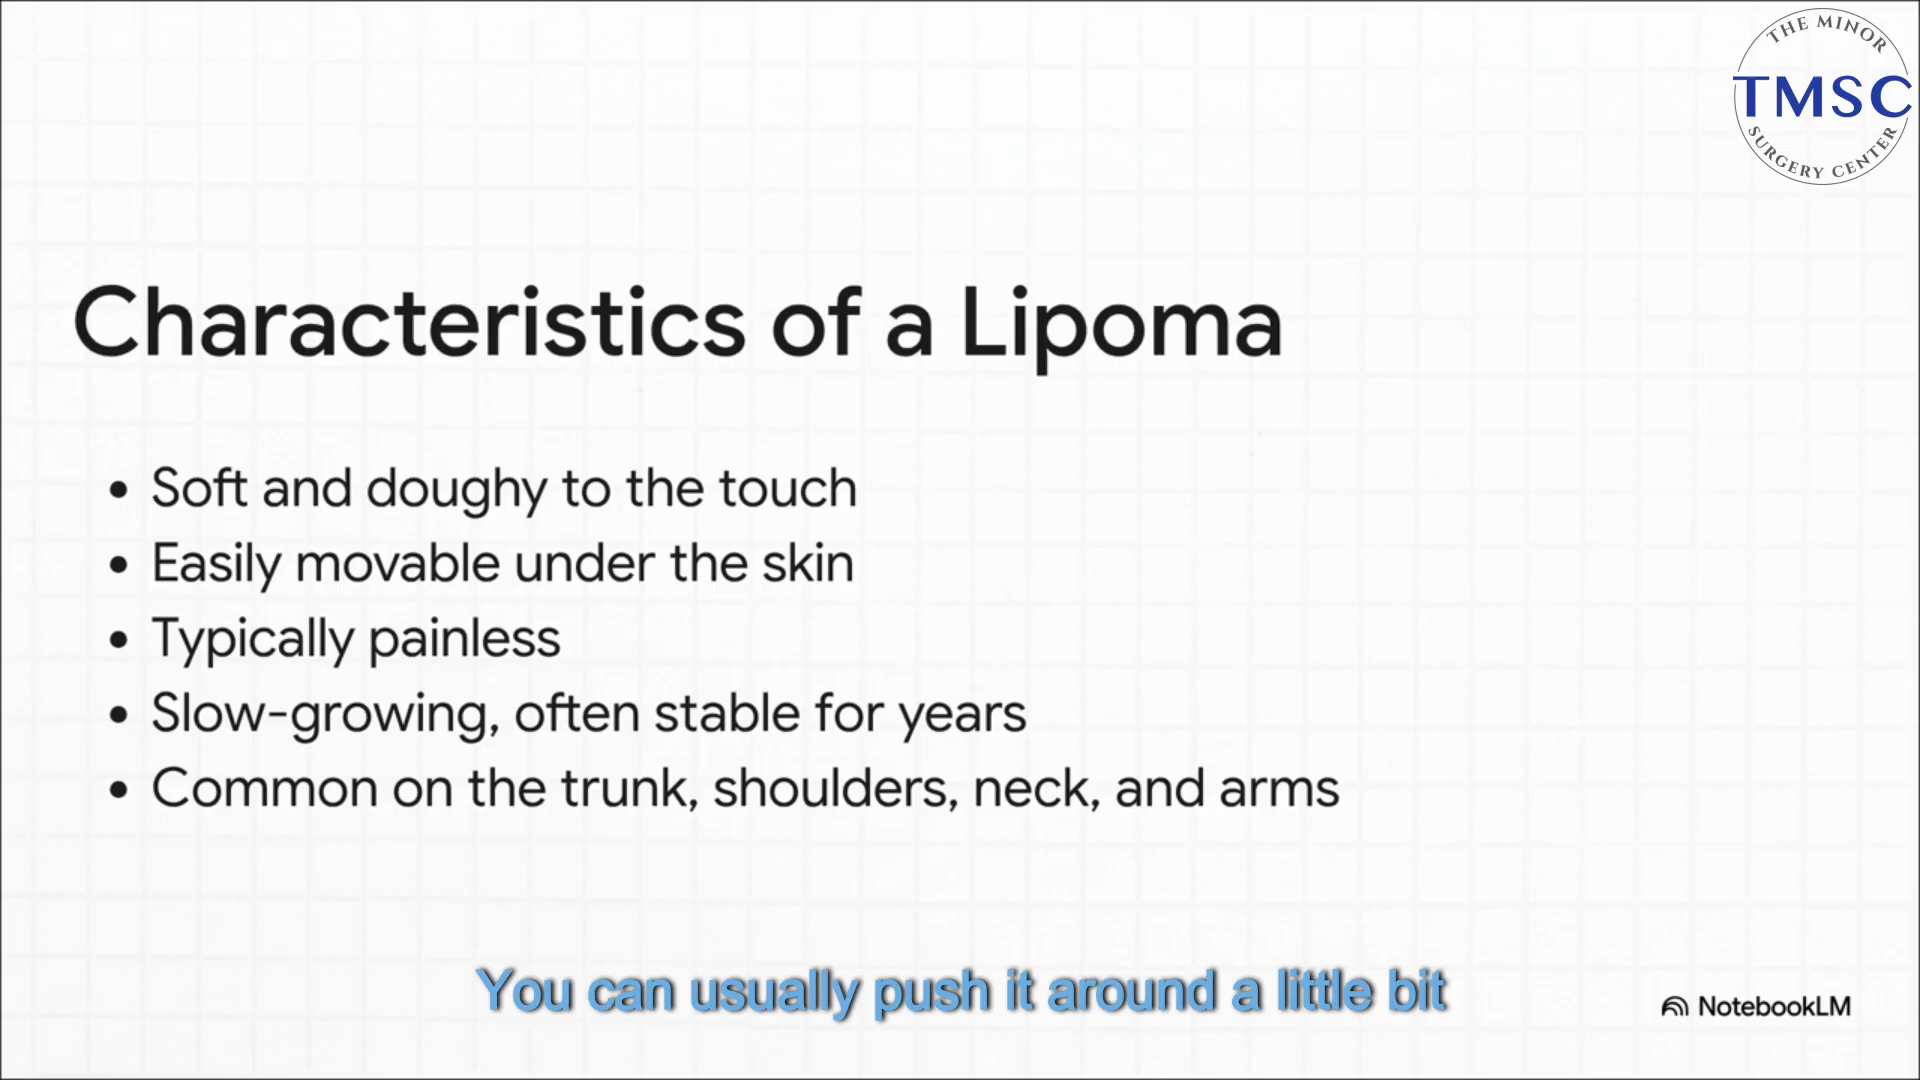 THE MINOR
TMSC
SURGERY CENTER
Characteristics of a Lipoma
• Soft and doughy to the touch
• Easily movable under the skin
• Typically painless
• Slow-growing, often stable for years
• Common on the trunk, shoulders, neck, and arms
You can usually push it around a little bit
NotebookLM